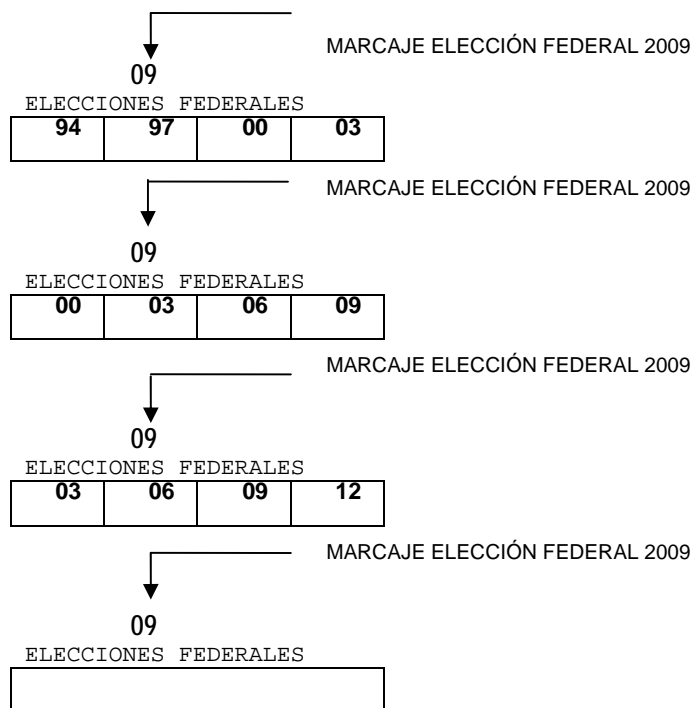 MARCAJE ELECCIÓN FEDERAL 2009
09
ELECCIONES FEDERALES
94 97 00 03
MARCAJE ELECCIÓN FEDERAL 2009
09
ELECCIONES FEDERALES
00 03 06 09
MARCAJE ELECCIÓN FEDERAL 2009
09
ELECCIONES FEDERALES
03 06 09 12
MARCAJE ELECCIÓN FEDERAL 2009
09
ELECCIONES FEDERALES